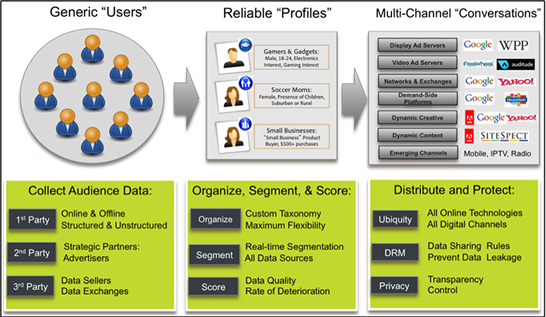 Generic “Users”
Reliable “Profiles”
Multi-Channel “Conversations”
Gamers & Gadgets:
Male, 18-24, Electronics
Interest, Gaming Interest
Soccer Moms:
Female, Presence of Children,
Suburban or Rural
Small Businesses:
“Small Business” Product
Buyer, $500+ purchases
Display Ad Servers
Google WPP
Video Ad Servers
FreeWheel auditude
Networks & Exchanges
Google YAHOO!
Demand-Side
Platforms
Google MediaMath
Dynamic Creative
Adobe Google YAHOO!
Dynamic Content
Adobe SITESPECT
Emerging Channels
Mobile, IPTV, Radio
Collect Audience Data:
1st Party
Online & Offline
Structured & Unstructured
2nd Party
Strategic Partners:
Advertisers
3rd Party
Data Sellers
Data Exchanges
Organize, Segment, & Score:
Organize
Custom Taxonomy
Maximum Flexibility
Segment
Real-time Segmentation
All Data Sources
Score
Data Quality
Rate of Deterioration
Distribute and Protect:
Ubiquity
All Online Technologies
All Digital Channels
DRM
Data Sharing Rules
Prevent Data Leakage
Privacy
Transparency
Control